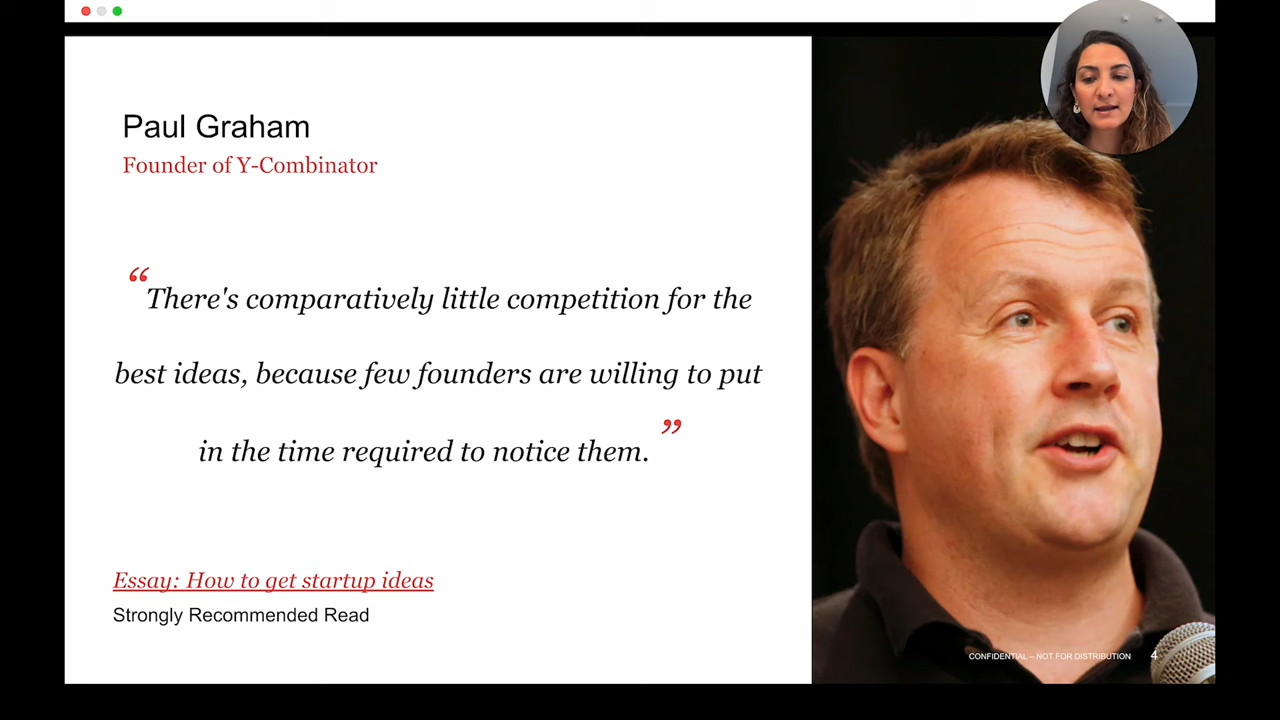 Paul Graham
Founder of Y-Combinator
“There's comparatively little competition for the
best ideas, because few founders are willing to put
in the time required to notice them. ”
Essay: How to get startup ideas
Strongly Recommended Read
CONFIDENTIAL – NOT FOR DISTRIBUTION 4